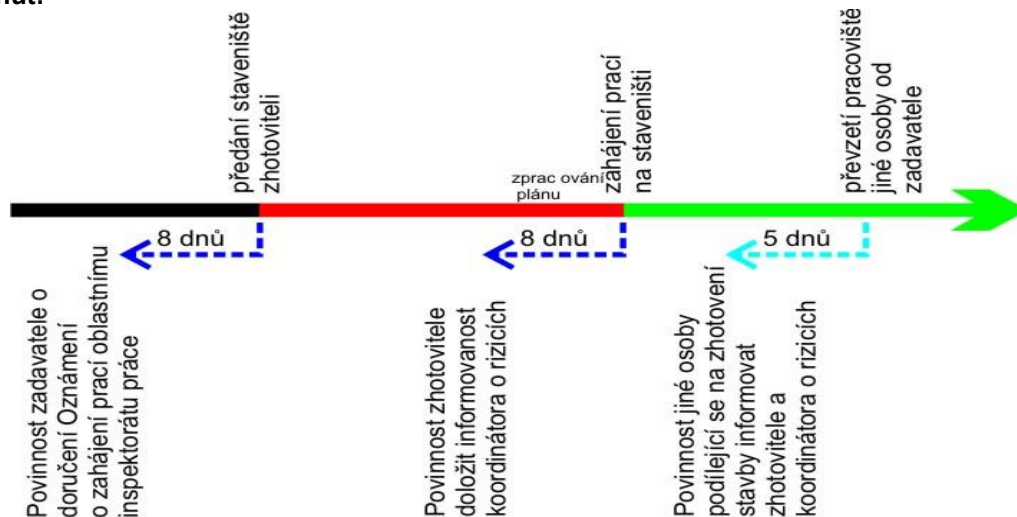 předání staveniště
zhotoviteli
zprac ování
plánu
zahájení prací
na staveništi
převzetí pracoviště
jiné osoby od
zadavatele
8 dnů
8 dnů
5 dnů
Povinnost zadavatele o
doručení Oznámení
o zahájení prací oblastnímu
inspektorátu práce
Povinnost zhotovitele
doložit informovanost
koordinátora o rizicích
Povinnost jiné osoby
podílející se na zhotovení
stavby informovat
zhotovitele a
koordinátora o rizicích